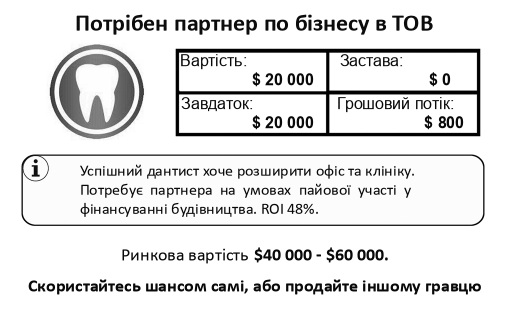 Потрібен партнер по бізнесу в ТОВ
Вартість: Застава:
$ 20 000 $ 0
Завдаток: Грошовий потік:
$ 20 000 $ 800
i
Успішний дантист хоче розширити офіс та клініку.
Потребує партнера на умовах пайової участі у
фінансуванні будівництва. ROI 48%.
Ринкова вартість $40 000 - $60 000.
Скористайтесь шансом самі, або продайте іншому гравцю